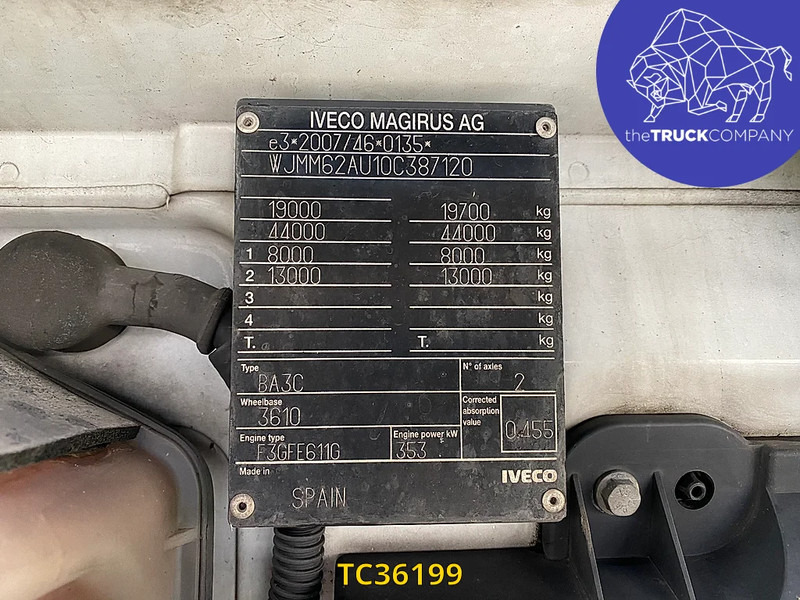 theTRUCKCOMPANY
IVECO MAGIRUS AG
e3*2007/46*0135*
WJMM62AU10C387120
19000 19700 kg
44000 44000 kg
1 8000 8000 kg
2 13000 13000 kg
3 kg
4 kg
T. T. kg
Type N° of axles
BA3C 2
Wheelbase Corrected absorption value
3610 0.455
Engine type Engine power kW
F3GFE611G 353
Made in IVECO
SPAIN
TC36199